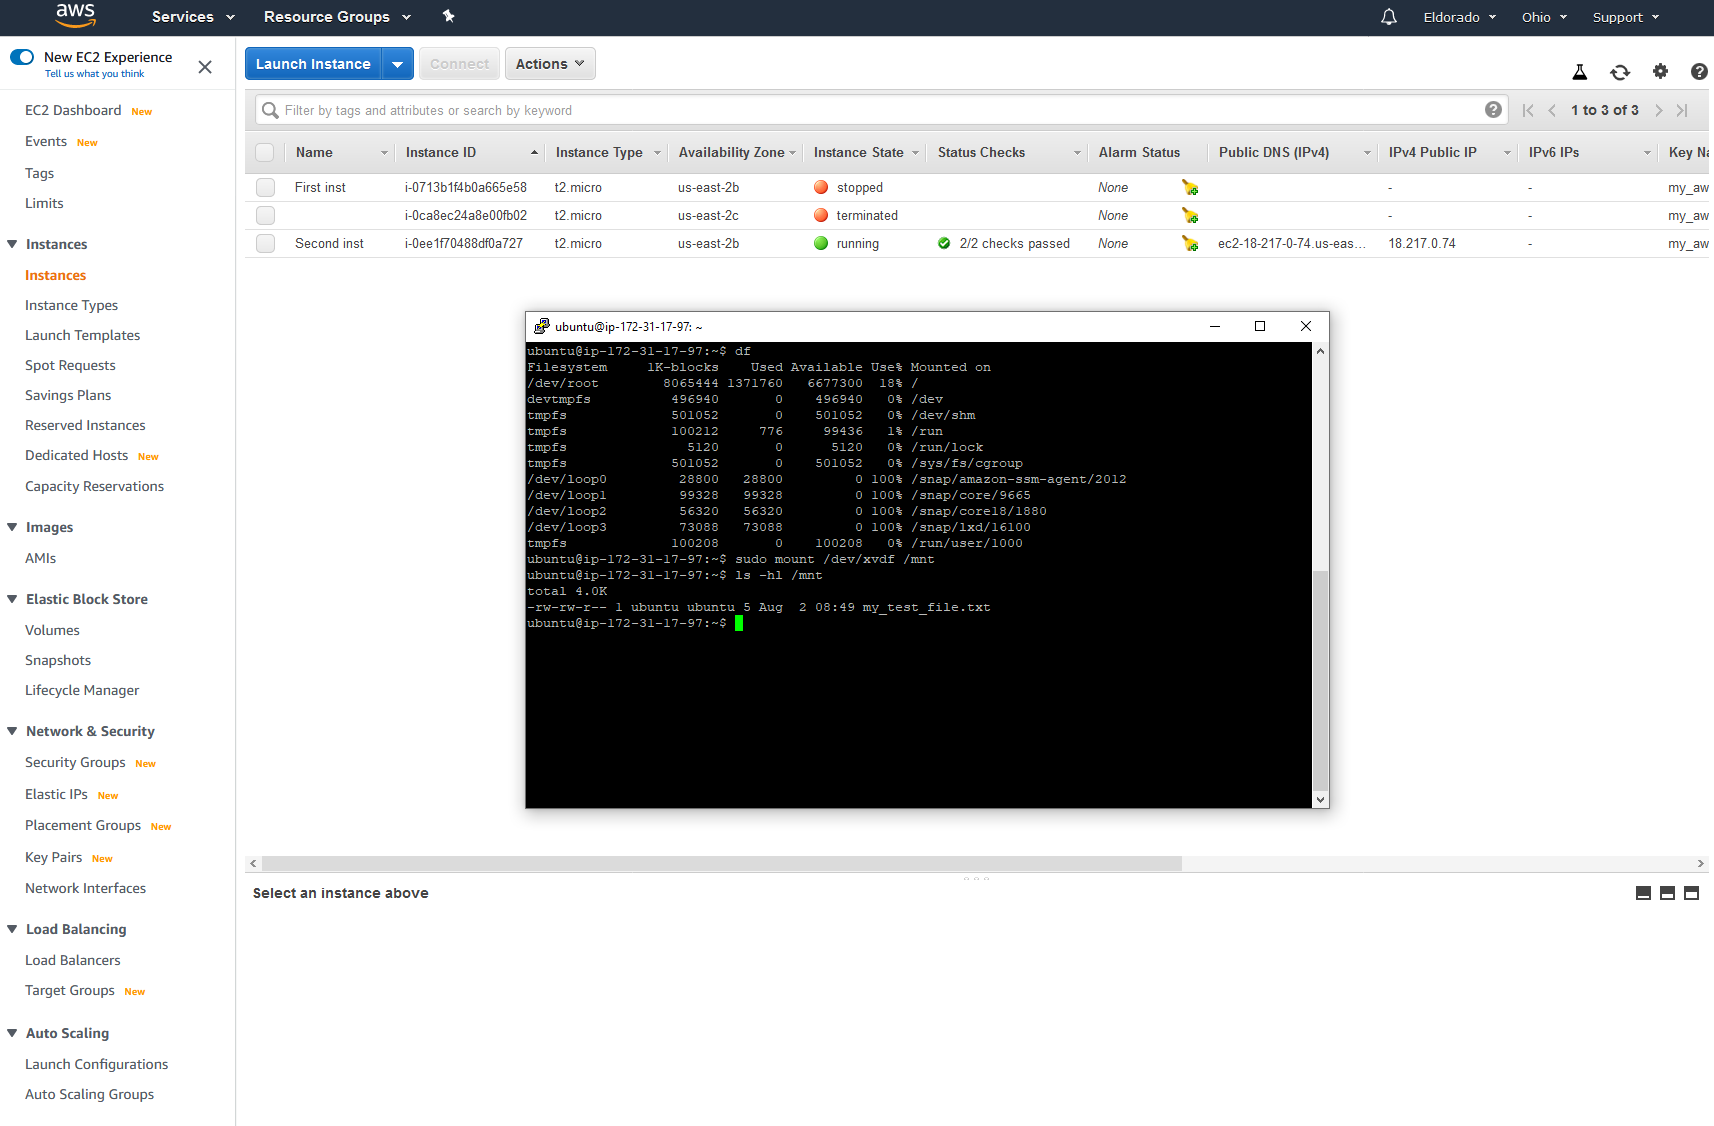 aws Services Resource Groups Eldorado Ohio Support
New EC2 Experience
Tell us what you think
EC2 Dashboard New
Events New
Tags
Limits
Instances
Instances
Instance Types
Launch Templates
Spot Requests
Savings Plans
Reserved Instances
Dedicated Hosts New
Capacity Reservations
Images
AMIs
Elastic Block Store
Volumes
Snapshots
Lifecycle Manager
Network & Security
Security Groups New
Elastic IPs New
Placement Groups New
Key Pairs New
Network Interfaces
Load Balancing
Load Balancers
Target Groups New
Auto Scaling
Launch Configurations
Auto Scaling Groups
Launch Instance Connect Actions
Filter by tags and attributes or search by keyword 1 to 3 of 3
Name Instance ID Instance Type Availability Zone Instance State Status Checks Alarm Status Public DNS (IPv4) IPv4 Public IP IPv6 IPs Key Na
First inst i-0713b1f4b0a665e58 t2.micro us-east-2b stopped None - - my_aw
i-0ca8ec24a8e00fb02 t2.micro us-east-2c terminated None - - my_aw
Second inst i-0ee1f70488df0a727 t2.micro us-east-2b running 2/2 checks passed None ec2-18-217-0-74.us-eas... 18.217.0.74 - my_aw
ubuntu@ip-172-31-17-97: ~
ubuntu@ip-172-31-17-97:~$ df
Filesystem 1K-blocks Used Available Use% Mounted on
/dev/root 8065444 1371760 6677300 18% /
devtmpfs 496940 0 496940 0% /dev
tmpfs 501052 0 501052 0% /dev/shm
tmpfs 100212 776 99436 1% /run
tmpfs 5120 0 5120 0% /run/lock
tmpfs 501052 0 501052 0% /sys/fs/cgroup
/dev/loop0 28800 28800 0 100% /snap/amazon-ssm-agent/2012
/dev/loop1 99328 99328 0 100% /snap/core/9665
/dev/loop2 56320 56320 0 100% /snap/core18/1880
/dev/loop3 73088 73088 0 100% /snap/lxd/16100
tmpfs 100208 0 100208 0% /run/user/1000
ubuntu@ip-172-31-17-97:~$ sudo mount /dev/xvdf /mnt
ubuntu@ip-172-31-17-97:~$ ls -hl /mnt
total 4.0K
-rw-rw-r-- 1 ubuntu ubuntu 5 Aug 2 08:49 my_test_file.txt
ubuntu@ip-172-31-17-97:~$
Select an instance above